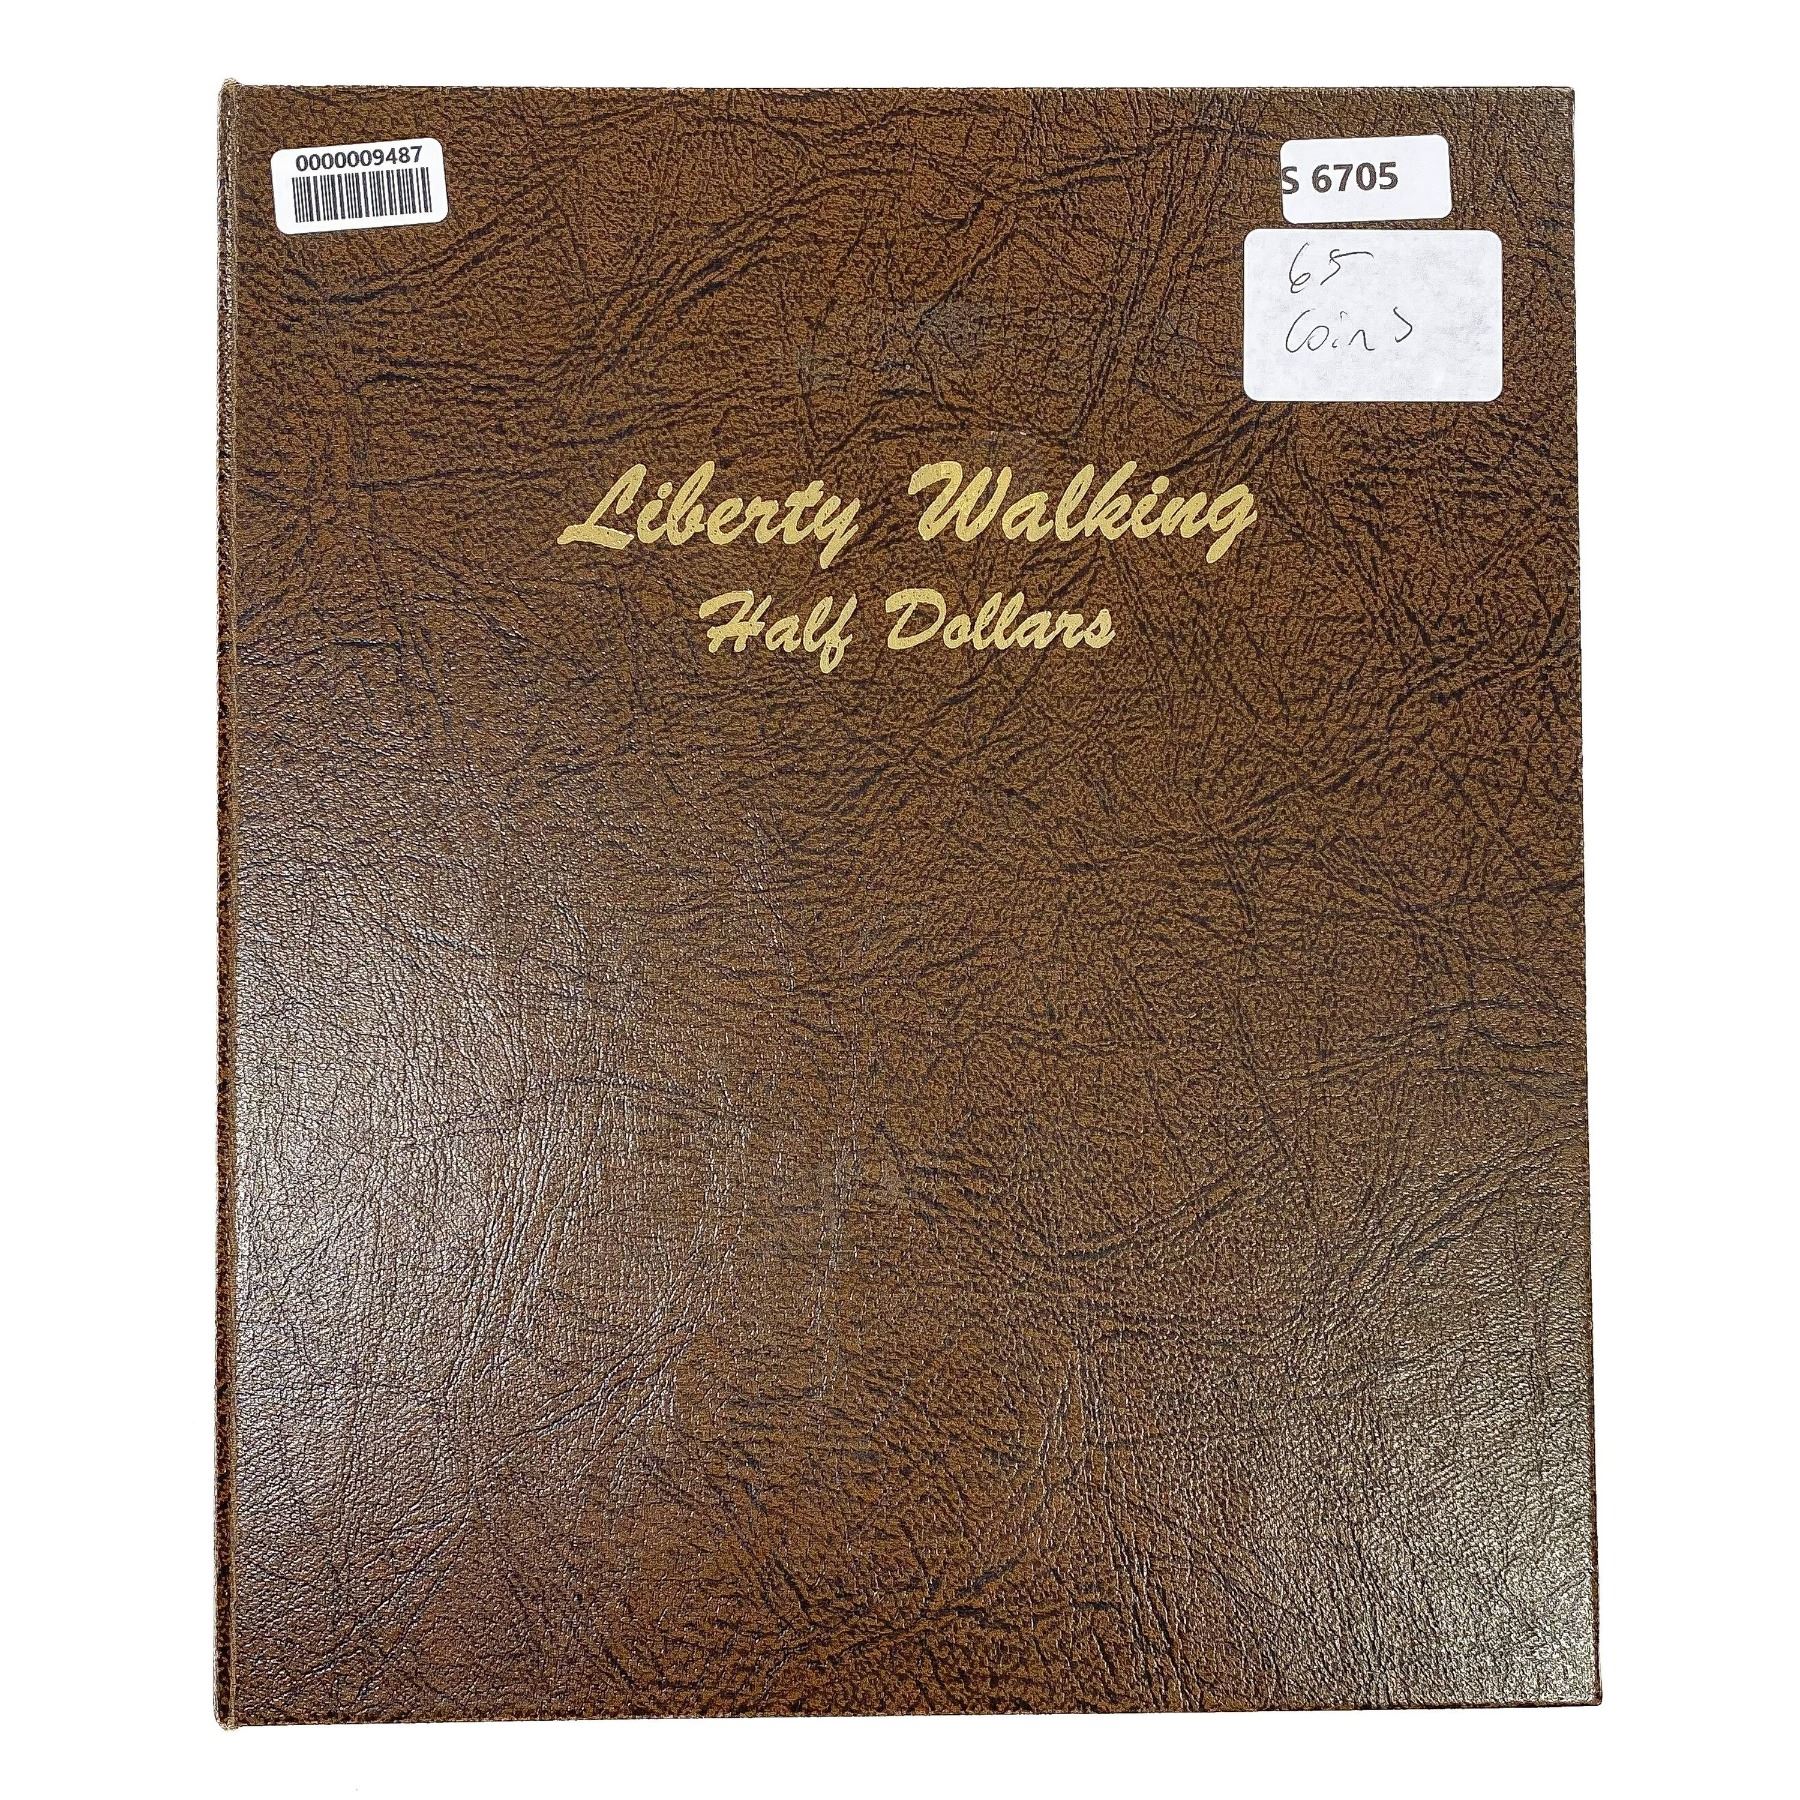 0000009487
S 6705
65
Coins
Liberty Walking
Half Dollars